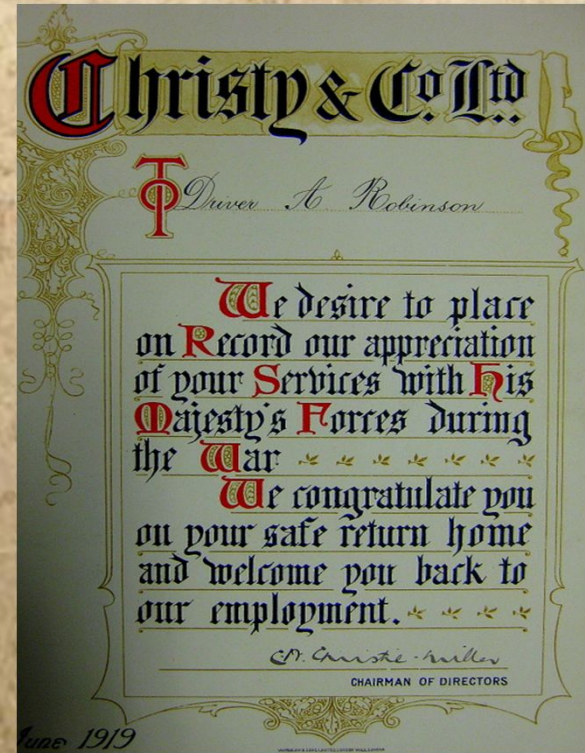 Christy & Co. Ltd.
To Driver A Robinson
We desire to place
on Record our appreciation
of your Services with His
Majesty's Forces during
the War
We congratulate you
on your safe return home
and welcome you back to
our employment.
C.M. Christie-Miller
CHAIRMAN OF DIRECTORS
June 1919